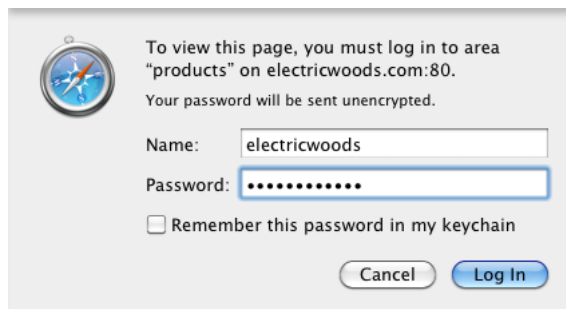 To view this page, you must log in to area
“products” on electricwoods.com:80.
Your password will be sent unencrypted.
Name: electricwoods
Password: ••••••••••••
Remember this password in my keychain
Cancel Log In